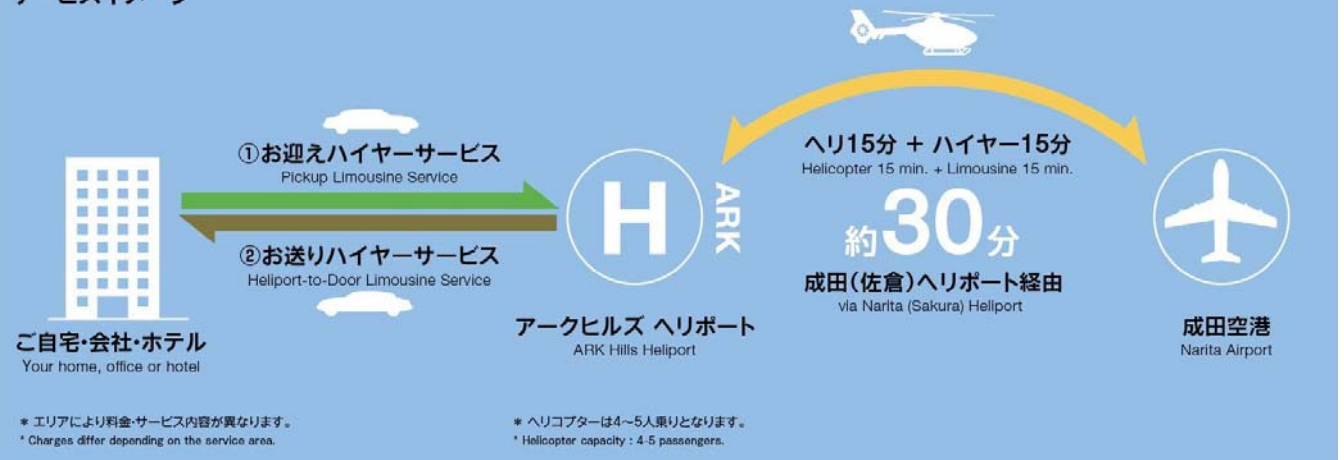 ①お迎えハイヤーサービス
Pickup Limousine Service
②お送りハイヤーサービス
Heliport-to-Door Limousine Service
ご自宅・会社・ホテル
Your home, office or hotel
H
ARK
アークヒルズ ヘリポート
ARK Hills Heliport
ヘリ15分 + ハイヤー15分
Helicopter 15 min. + Limousine 15 min.
約30分
成田(佐倉)ヘリポート経由
via Narita (Sakura) Heliport
成田空港
Narita Airport
* エリアにより料金・サービス内容が異なります。
* Charges differ depending on the service area.
* ヘリコプターは4〜5人乗りとなります。
* Helicopter capacity : 4-5 passengers.